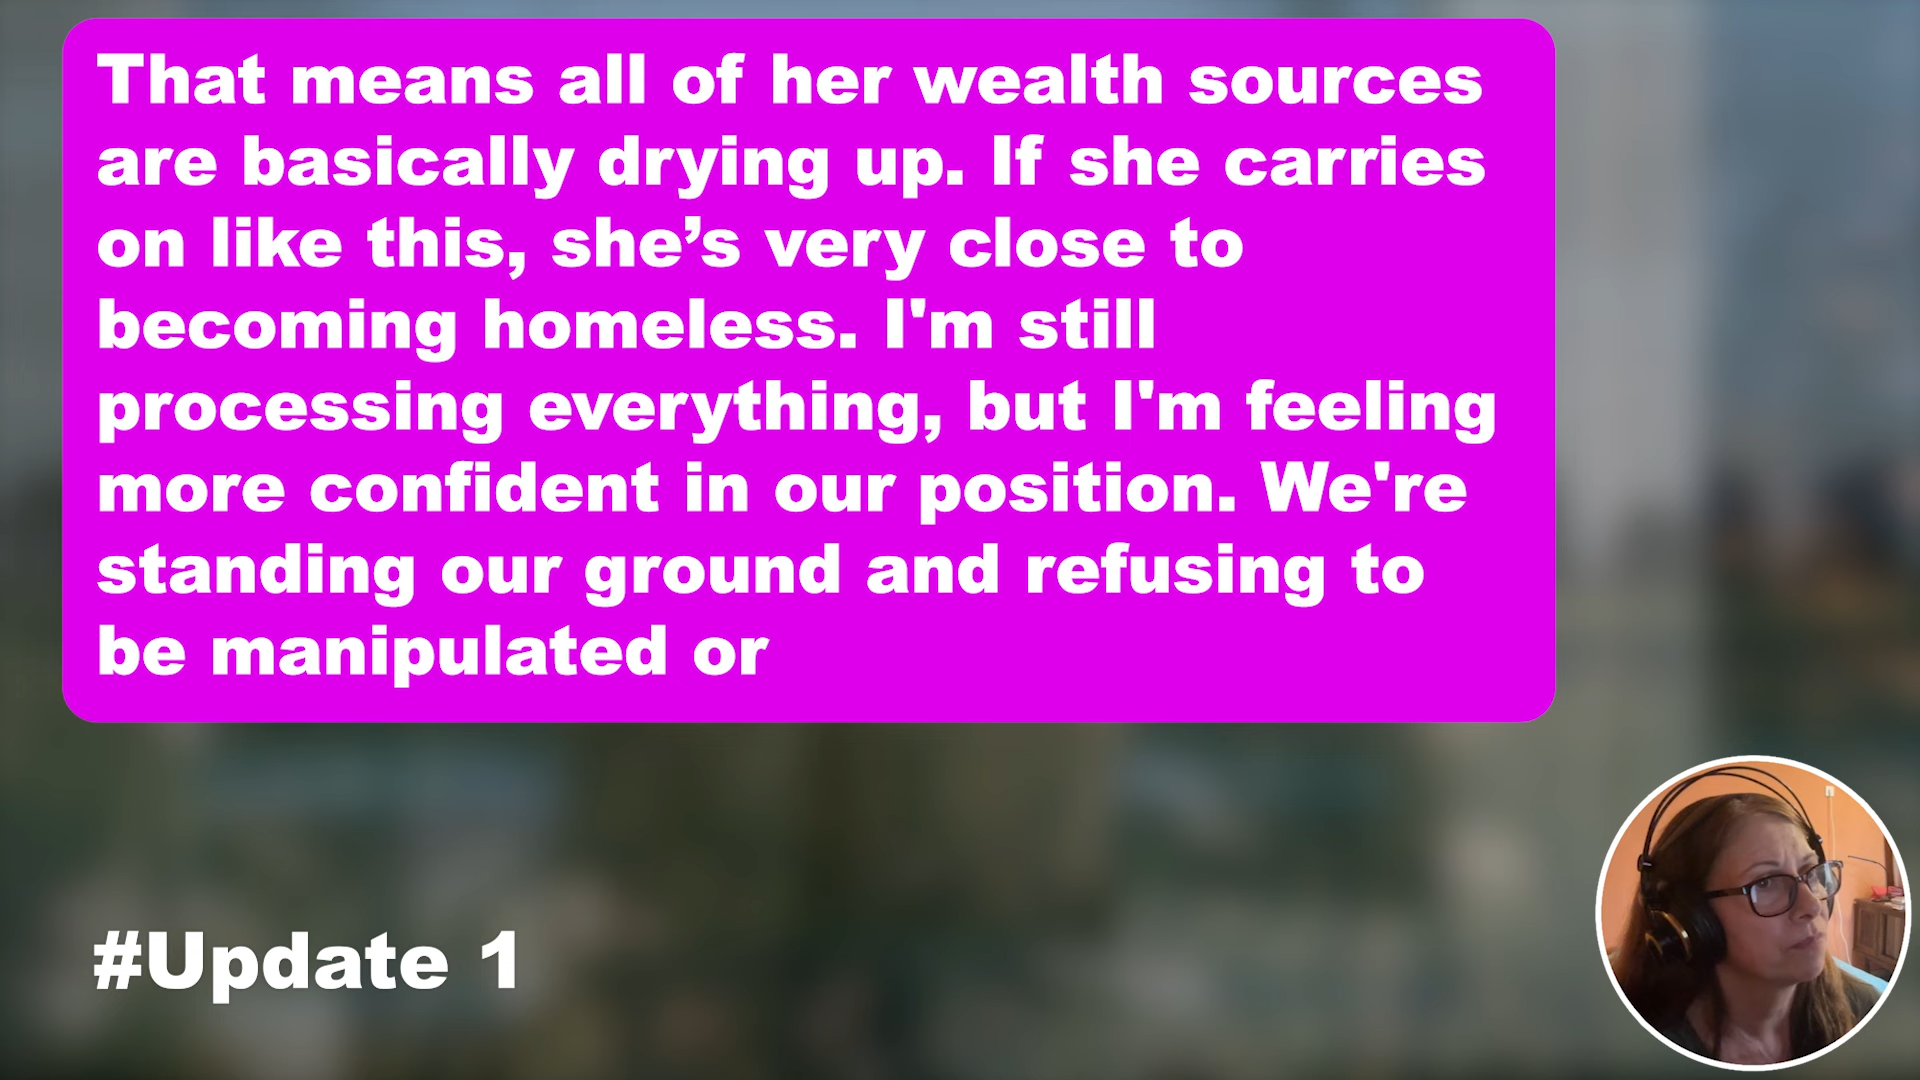 That means all of her wealth sources
are basically drying up. If she carries
on like this, she’s very close to
becoming homeless. I'm still
processing everything, but I'm feeling
more confident in our position. We're
standing our ground and refusing to
be manipulated or
#Update 1